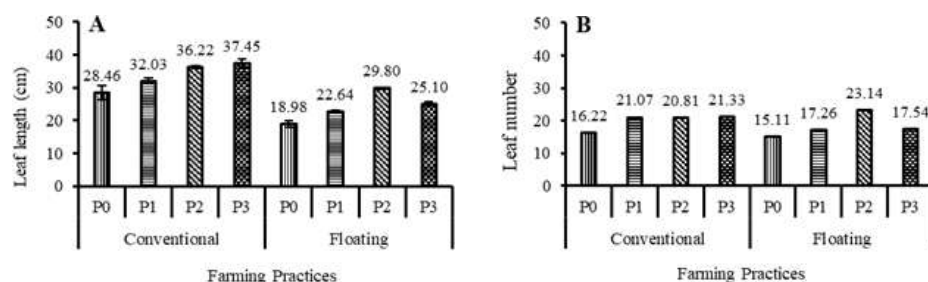 A
Leaf length (cm)
50
40
30
20
10
0
28.46
32.03
36.22
37.45
18.98
22.64
29.80
25.10
P0 P1 P2 P3 P0 P1 P2 P3
Conventional Floating
Farming Practices
B
Leaf number
50
40
30
20
10
0
16.22
21.07
20.81
21.33
15.11
17.26
23.14
17.54
P0 P1 P2 P3 P0 P1 P2 P3
Conventional Floating
Farming Practices